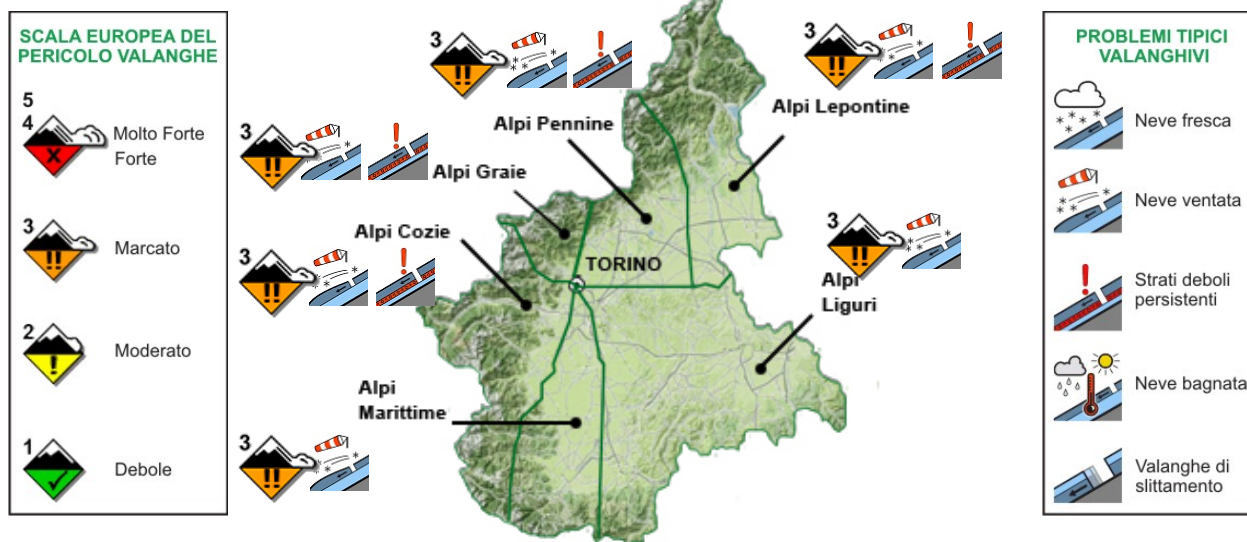 SCALA EUROPEA DEL
PERICOLO VALANGHE
5
4
Molto Forte
Forte
3
Marcato
2
Moderato
1
Debole
3
3
3
3
3
3
Alpi Lepontine
Alpi Pennine
Alpi Graie
Alpi Cozie
TORINO
Alpi
Liguri
Alpi
Marittime
PROBLEMI TIPICI
VALANGHIVI
Neve fresca
Neve ventata
Strati deboli
persistenti
Neve bagnata
Valanghe di
slittamento